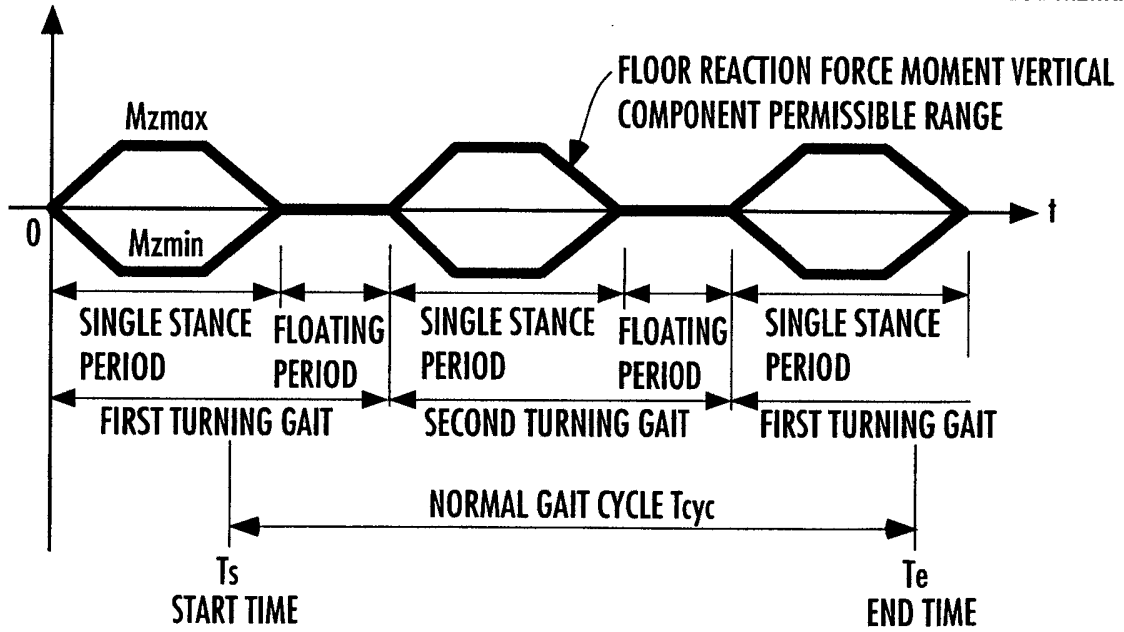 FLOOR REACTION FORCE MOMENT VERTICAL
COMPONENT PERMISSIBLE RANGE
Mzmax
0
t
Mzmin
SINGLE STANCE
PERIOD
FLOATING
PERIOD
SINGLE STANCE
PERIOD
FLOATING
PERIOD
SINGLE STANCE
PERIOD
FIRST TURNING GAIT
SECOND TURNING GAIT
FIRST TURNING GAIT
NORMAL GAIT CYCLE Tcyc
Ts
START TIME
Te
END TIME